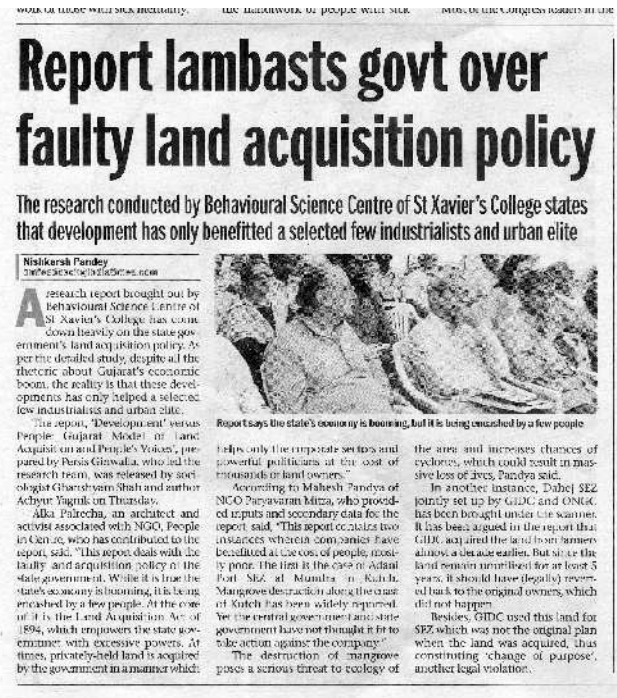 work of those with sick mentality.
the handiwork of people with sick
Most of the Congress leaders in the
Report lambasts govt over
faulty land acquisition policy
The research conducted by Behavioural Science Centre of St Xavier's College states
that development has only benefitted a selected few industrialists and urban elite
Nishkarsh Pandey
A research report brought out by
Behavioural Science Centre of
St Xavier's College has come
down heavily on the state gov-
ernment's land acquisition policy. As
per the detailed study, despite all the
rhetoric about Gujarat's economic
boom, the reality is that these devel-
opments has only helped a selected
few industrialists and urban elite.
The report, 'Development' versus
People: Gujarat Model of Land
Acquisition and People's Voices', pre-
pared by Persis Ginwalla, who led the
research team, was released by soci-
ologist Ghanshyam Shah and author
Achyut Yagnik on Thursday.
Alka Palrecha, an architect and
activist associated with NGO, People
in Centre, who has contributed to the
report, said, "This report deals with the
faulty land acquisition policy of the
state government. While it is true the
state's economy is booming, it is being
encashed by a few people. At the core
of it is the Land Acquisition Act of
1894, which empowers the state gov-
ernment with excessive powers. At
times, privately-held land is acquired
by the government in a manner which
Report says the state's economy is booming, but it is being encashed by a few people
helps only the corporate sectors and
powerful politicians at the cost of
thousands or land owners."
According to Mahesh Pandya of
NGO Paryavaran Mitra, who provid-
ed inputs and secondary data for the
report, said, "This report contains two
instances wherein companies have
benefitted at the cost of people, most-
ly poor. The first is the case of Adani
Port SEZ at Mundra in Kutch.
Mangrove destruction along the coast
of Kutch has been widely reported.
Yet the central government and state
government have not thought it fit to
take action against the company."
The destruction of mangrove
poses a serious threat to ecology of
the area and increases chances of
cyclones, which could result in mas-
sive loss of lives, Pandya said.
In another instance, Dahej SEZ
jointly set up by GIDC and ONGC
has been brought under the scanner.
It has been argued in the report that
GIDC acquired the land from farmers
almost a decade earlier. But since the
land remain unutilised for at least 5
years, it should have (legally) revert-
ed back to the original owners, which
did not happen.
Besides, GIDC used this land for
SEZ which was not the original plan
when the land was acquired, thus
constituting 'change of purpose',
another legal violation.